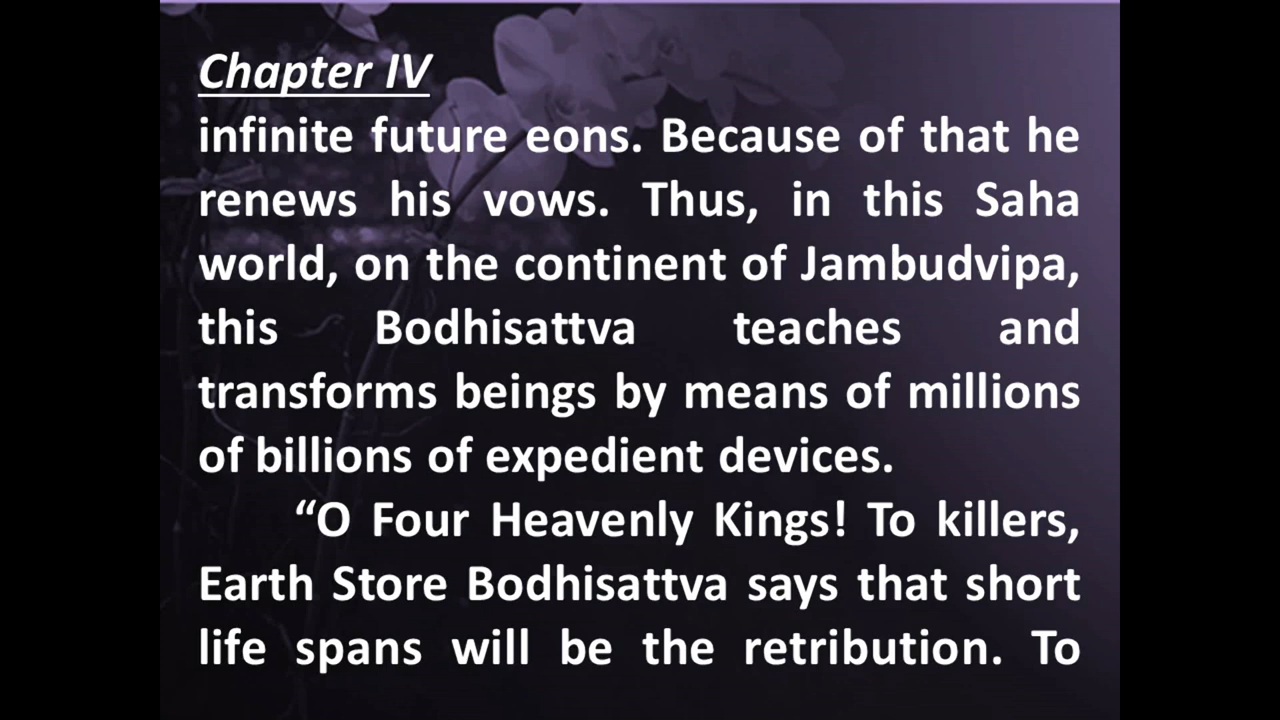 Chapter IV
infinite future eons. Because of that he
renews his vows. Thus, in this Saha
world, on the continent of Jambudvipa,
this Bodhisattva teaches and
transforms beings by means of millions
of billions of expedient devices.
“O Four Heavenly Kings! To killers,
Earth Store Bodhisattva says that short
life spans will be the retribution. To